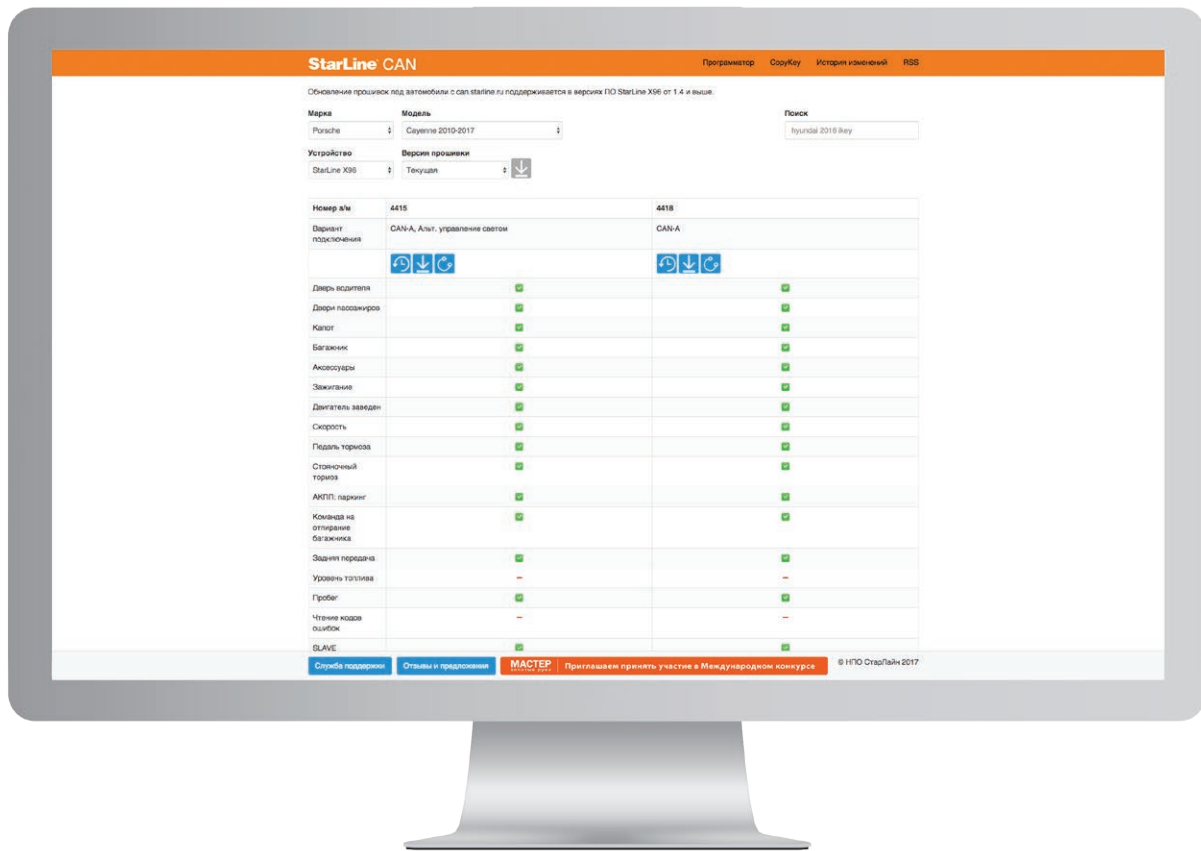 StarLine CAN
Программатор CopyKey История изменений RSS
Обновление прошивок под автомобили с can.starline.ru поддерживается в версиях ПО StarLine X96 от 1.4 и выше.
Марка Модель Поиск
Porsche Cayenne 2010-2017 hyundai 2016 ikey
Устройство Версия прошивки
StarLine X96 Текущая
Номер а/м 4415 4418
Вариант CAN-A, Альт. управление светом CAN-A
подключения
Дверь водителя
Двери пассажиров
Капот
Багажник
Аксессуары
Зажигание
Двигатель заведен
Скорость
Педаль тормоза
Стояночный
тормоз
АКПП: паркинг
Команда на
отпирание
багажника
Задняя передача
Уровень топлива
Пробег
Чтение кодов
ошибок
SLAVE
Служба поддержки Отзывы и предложения МАСТЕР Приглашаем принять участие в Международном конкурсе © НПО СтарЛайн 2017